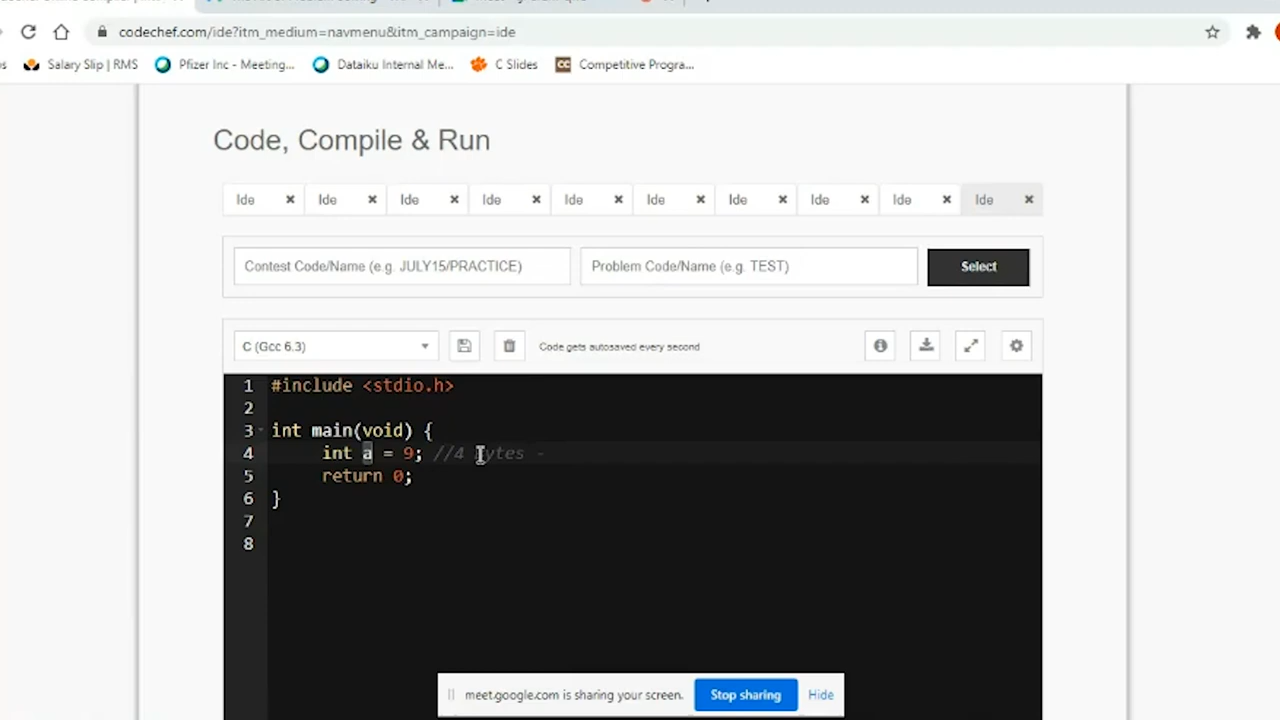 codechef.com/ide?itm_medium=navmenu&itm_campaign=ide
Salary Slip | RMS Pfizer Inc - Meeting... Dataiku Internal Me... C Slides CC Competitive Progra...
Code, Compile & Run
Ide × Ide × Ide × Ide × Ide × Ide × Ide × Ide × Ide × Ide ×
Contest Code/Name (e.g. JULY15/PRACTICE) Problem Code/Name (e.g. TEST) Select
C (Gcc 6.3) Code gets autosaved every second
1 #include <stdio.h>
2
3 int main(void) {
4 int a = 9; //4 bytes -
5 return 0;
6 }
7
8
meet.google.com is sharing your screen. Stop sharing Hide